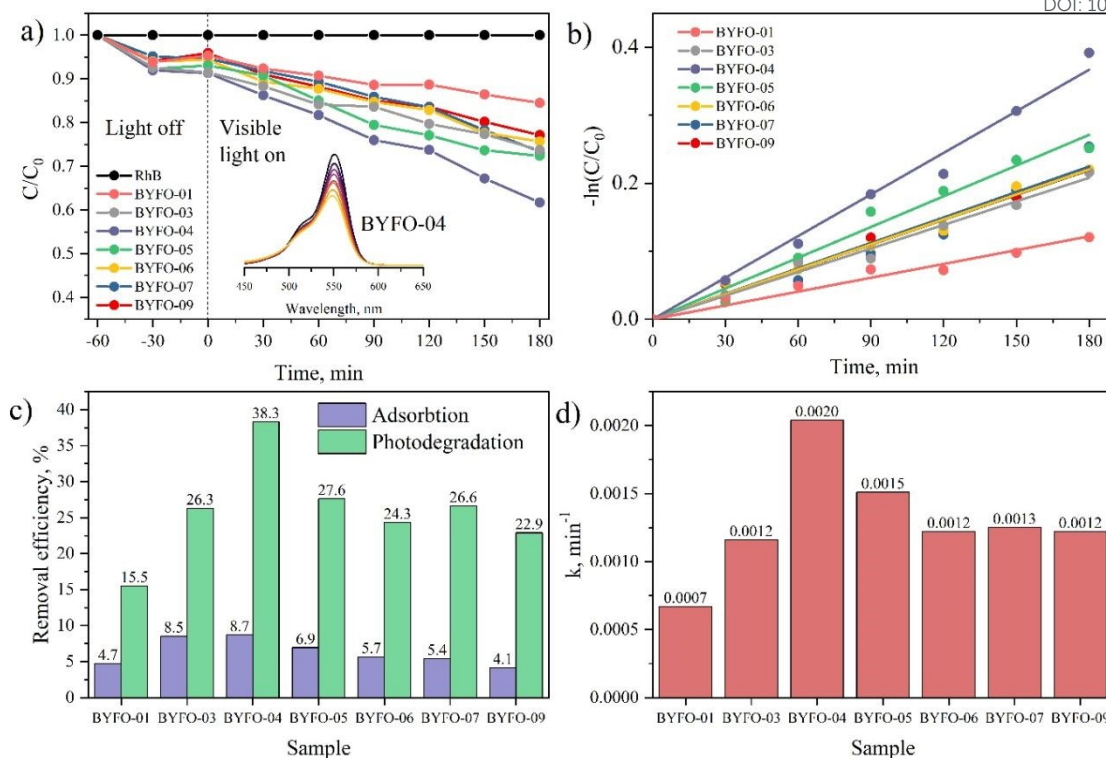 DOI: 10
a)
1.0
0.9
0.8
0.7
0.6
0.5
0.4
C/C0
Light off
Visible
light on
RhB
BYFO-01
BYFO-03
BYFO-04
BYFO-05
BYFO-06
BYFO-07
BYFO-09
BYFO-04
450 500 550 600 650
Wavelength, nm
-60 -30 0 30 60 90 120 150 180
Time, min
b)
0.4
0.2
0.0
-ln(C/C0)
BYFO-01
BYFO-03
BYFO-04
BYFO-05
BYFO-06
BYFO-07
BYFO-09
0 30 60 90 120 150 180
Time, min
c)
40
35
30
25
20
15
10
5
0
Removal efficiency, %
Adsorbtion
Photodegradation
4.7 15.5 8.5 26.3 8.7 38.3 6.9 27.6 5.7 24.3 5.4 26.6 4.1 22.9
BYFO-01 BYFO-03 BYFO-04 BYFO-05 BYFO-06 BYFO-07 BYFO-09
Sample
d)
0.0020
0.0015
0.0010
0.0005
0.0000
k, min-1
0.0007 0.0012 0.0020 0.0015 0.0012 0.0013 0.0012
BYFO-01 BYFO-03 BYFO-04 BYFO-05 BYFO-06 BYFO-07 BYFO-09
Sample